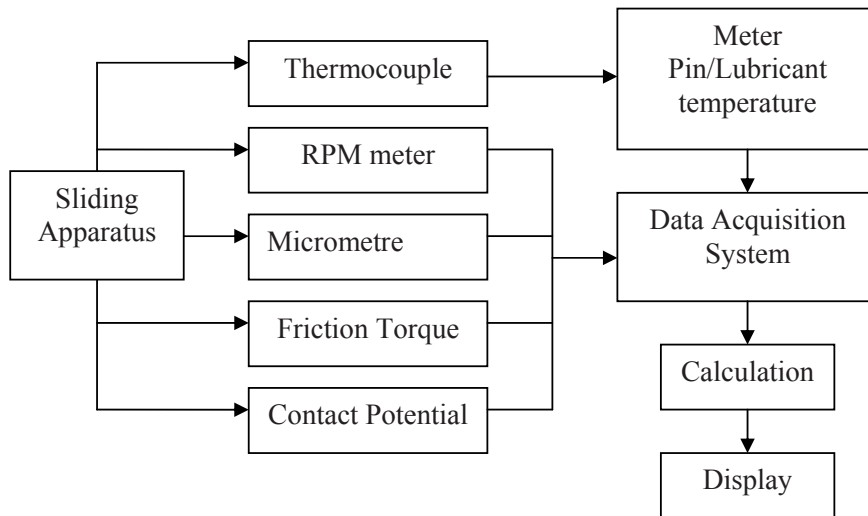 Thermocouple
Meter
Pin/Lubricant
temperature
RPM meter
Sliding
Apparatus
Micrometre
Data Acquisition
System
Friction Torque
Calculation
Contact Potential
Display